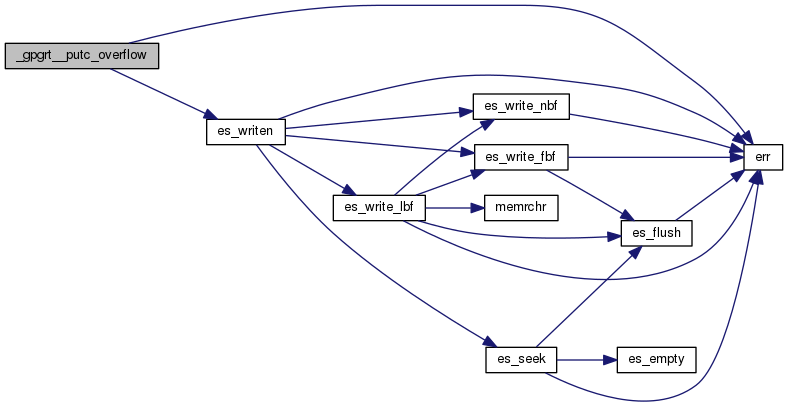 _gpgrt__putc_overflow
es_writen
es_write_nbf
es_write_fbf
err
es_write_lbf
memrchr
es_flush
es_seek
es_empty